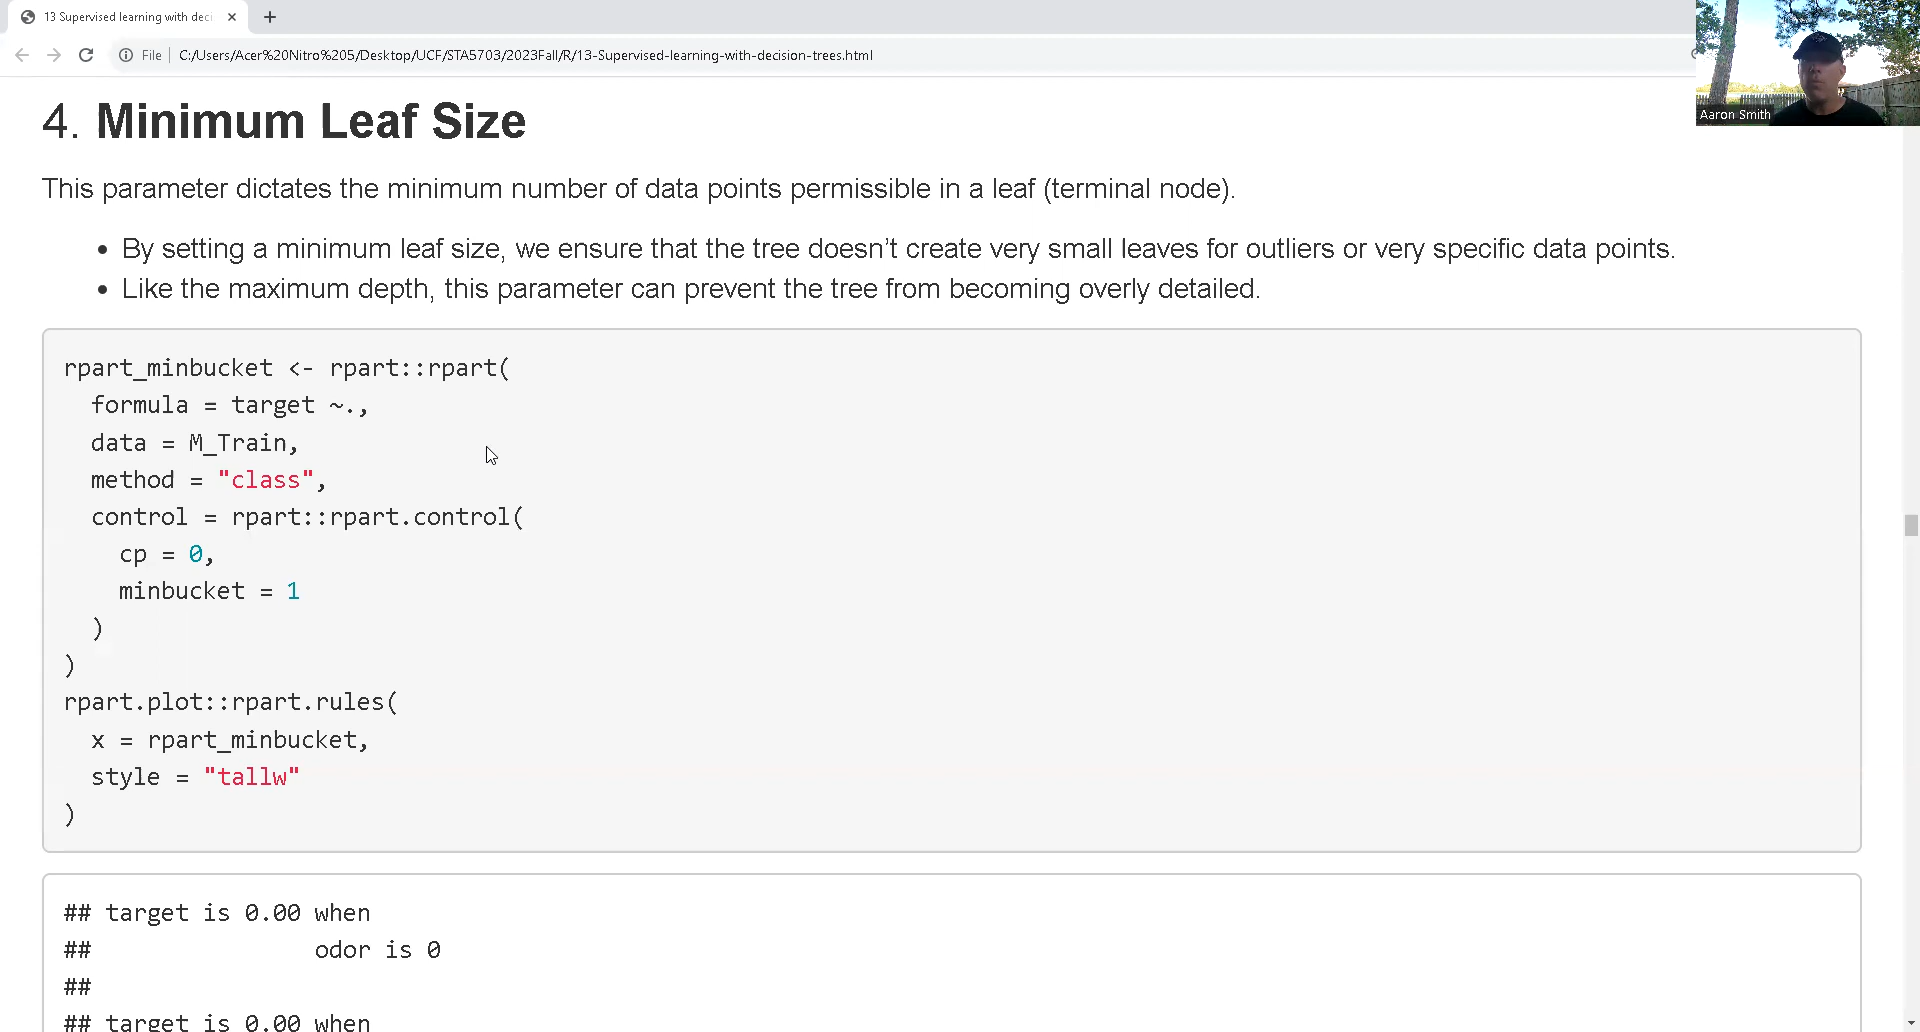 13 Supervised learning with deci
File
C:/Users/Acer%20Nitro%205/Desktop/UCF/STA5703/2023Fall/R/13-Supervised-learning-with-decision-trees.html
Aaron Smith
4. Minimum Leaf Size
This parameter dictates the minimum number of data points permissible in a leaf (terminal node).
• By setting a minimum leaf size, we ensure that the tree doesn’t create very small leaves for outliers or very specific data points.
• Like the maximum depth, this parameter can prevent the tree from becoming overly detailed.
rpart_minbucket <- rpart::rpart(
  formula = target ~.,
  data = M_Train,
  method = "class",
  control = rpart::rpart.control(
    cp = 0,
    minbucket = 1
  )
)
rpart.plot::rpart.rules(
  x = rpart_minbucket,
  style = "tallw"
)
## target is 0.00 when
##                odor is 0
##
## target is 0.00 when